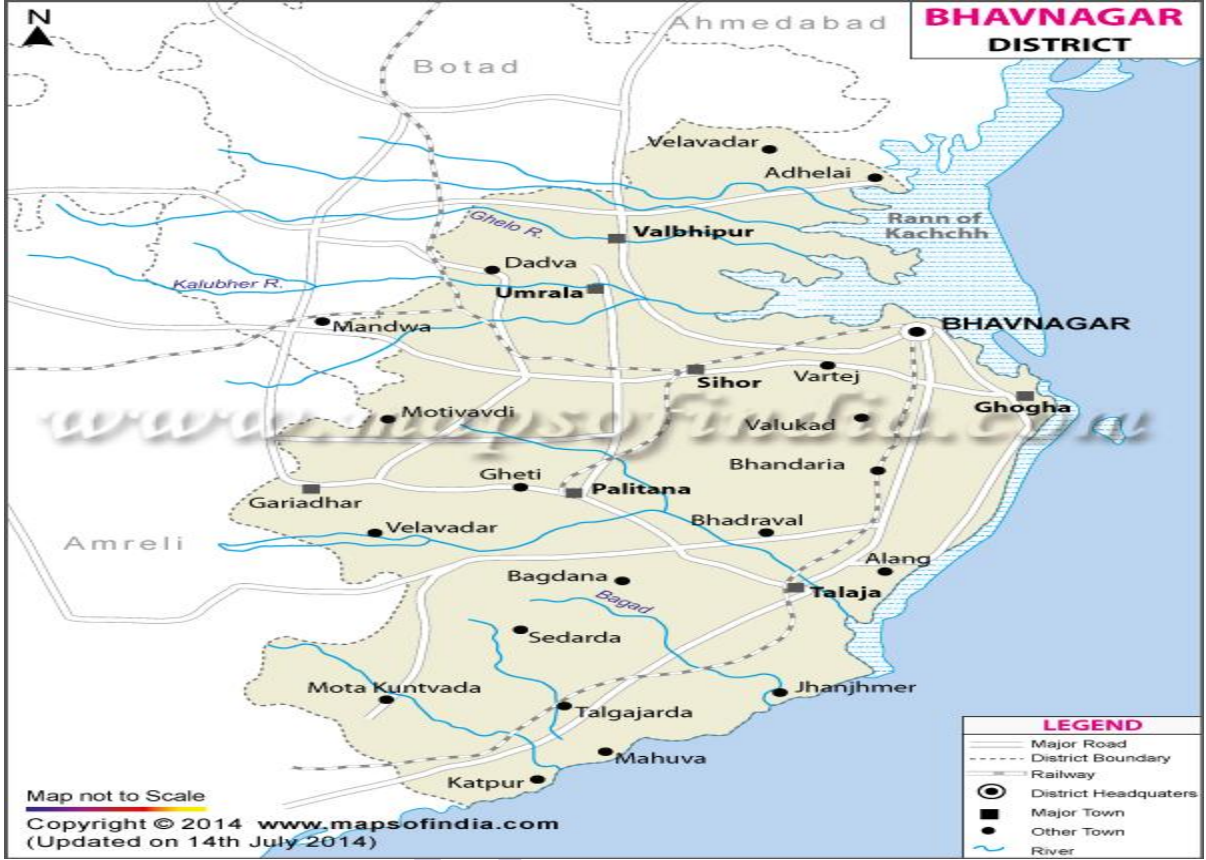 N
Ahmedabad
BHAVNAGAR
DISTRICT
Botad
Velavadar
Adhelai
Rann of
Kachchh
Ghelo R.
Valbhipur
Dadva
Kalubher R.
Umrala
Mandwa
BHAVNAGAR
Sihor
Vartej
Ghogha
www.mapsofindia.com
Motivavdi
Valukad
Gheti
Bhandaria
Palitana
Gariadhar
Velavadar
Bhadraval
Amreli
Alang
Bagdana
Talaja
Bagad
Sedarda
Mota Kuntvada
Jhanjhmer
Talgajarda
Mahuva
Katpur
LEGEND
Major Road
District Boundary
Railway
District Headquaters
Major Town
Other Town
River
Map not to Scale
Copyright © 2014 www.mapsofindia.com
(Updated on 14th July 2014)